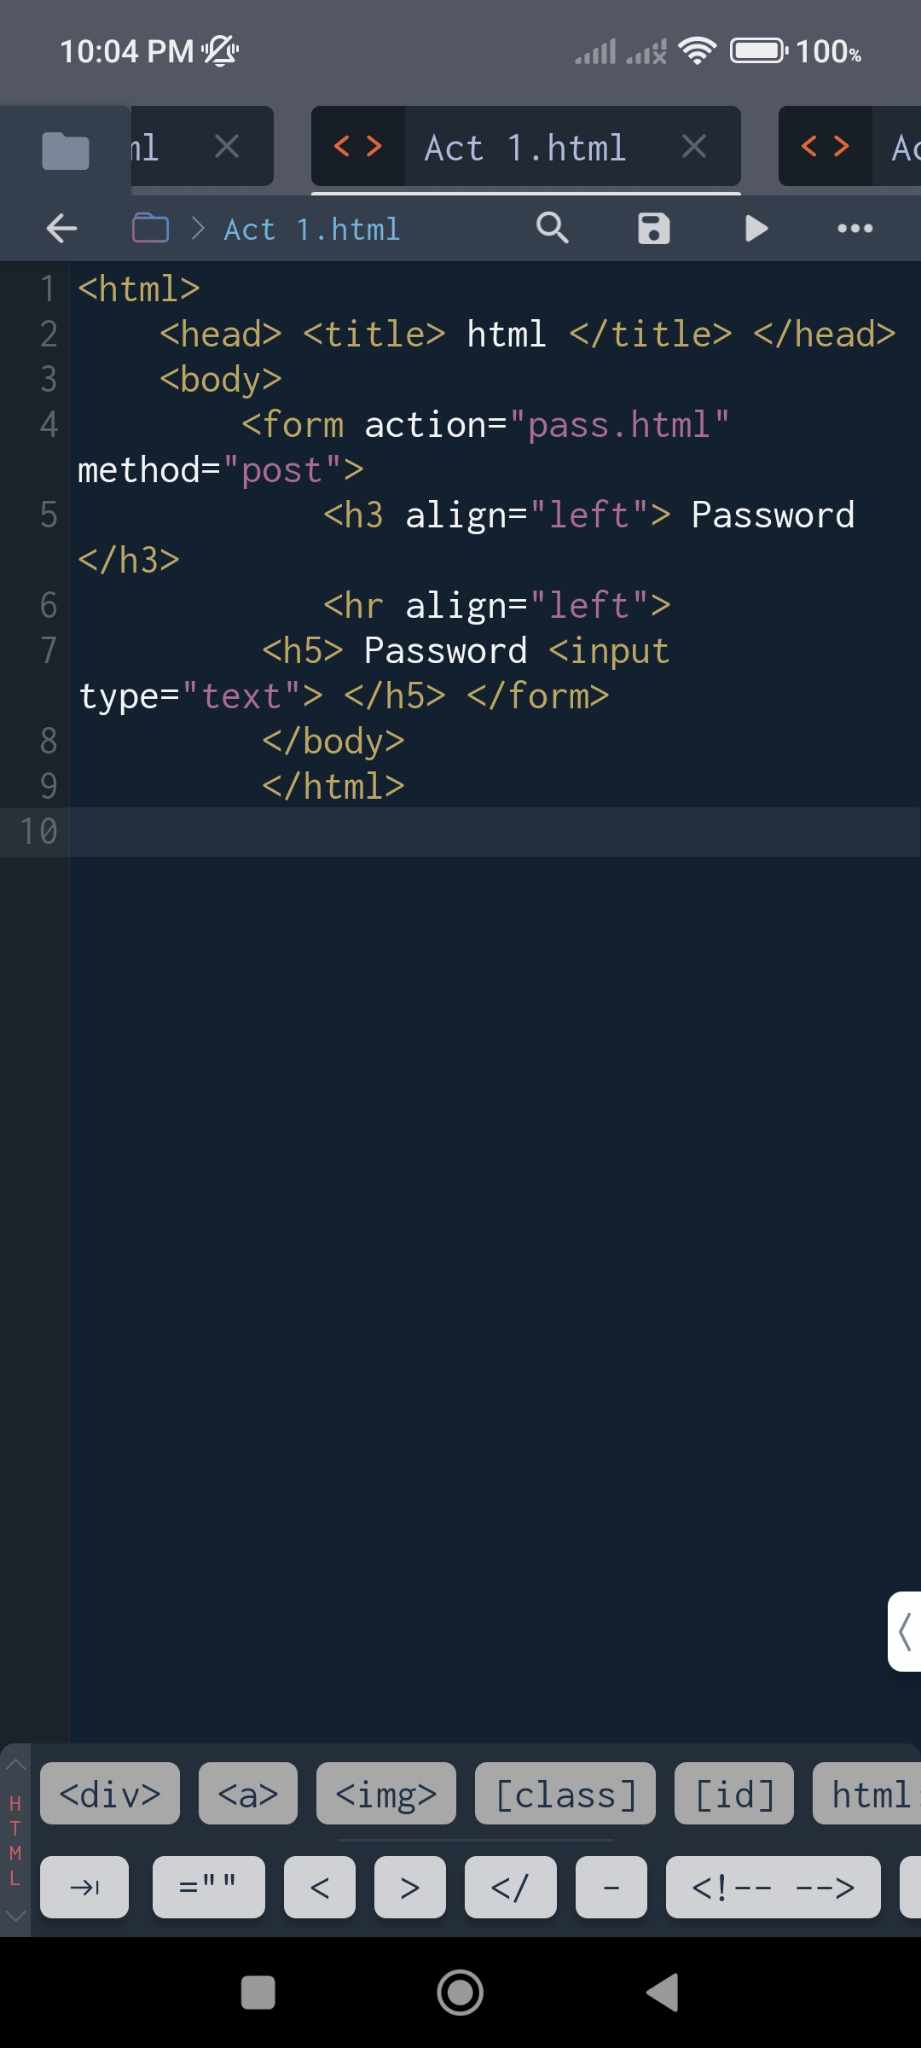 10:04 PM 100%
ml Act 1.html Ac
Act 1.html
1 <html>
2 <head> <title> html </title> </head>
3 <body>
4 <form action="pass.html"
method="post">
5 <h3 align="left"> Password
</h3>
6 <hr align="left">
7 <h5> Password <input
type="text"> </h5> </form>
8 </body>
9 </html>
10
<div> <a> <img> [class] [id] html
HTML
="" < > </ - <!-- -->